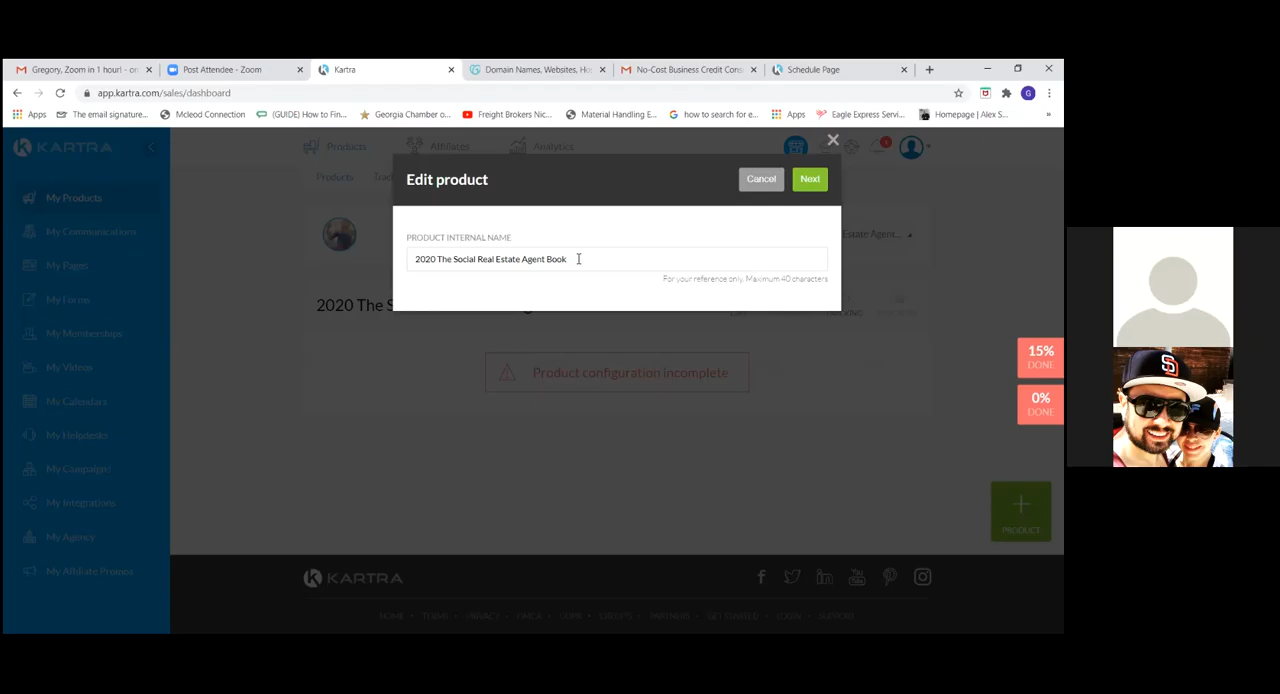 Gregory, Zoom in 1 hour! - on
Post Attendee - Zoom
Kartra
Domain Names, Websites, Hos
No-Cost Business Credit Cons
Schedule Page
app.kartra.com/sales/dashboard
G
Apps
The email signature...
Mcleod Connection
(GUIDE) How to Fin...
Georgia Chamber o...
Freight Brokers Nic...
Material Handling E...
how to search for e...
Apps
Eagle Express Servi...
Homepage | Alex S...
KARTRA
Products
Affiliates
Analytics
Products
Edit product
Cancel
Next
My Products
My Communications
My Pages
My Forms
My Memberships
My Videos
My Calendars
My Helpdesks
My Campaigns
My Integrations
My Agency
My Affiliate Promos
PRODUCT INTERNAL NAME
2020 The Social Real Estate Agent Book
For your reference only. Maximum 40 characters
Estate Agent...
2020 The S
Product configuration incomplete
15%
DONE
0%
DONE
PRODUCT
KARTRA
HOME
TERMS
PRIVACY
DMCA
GDPR
PARTNERS
GET STARTED
LOGIN
SUPPORT